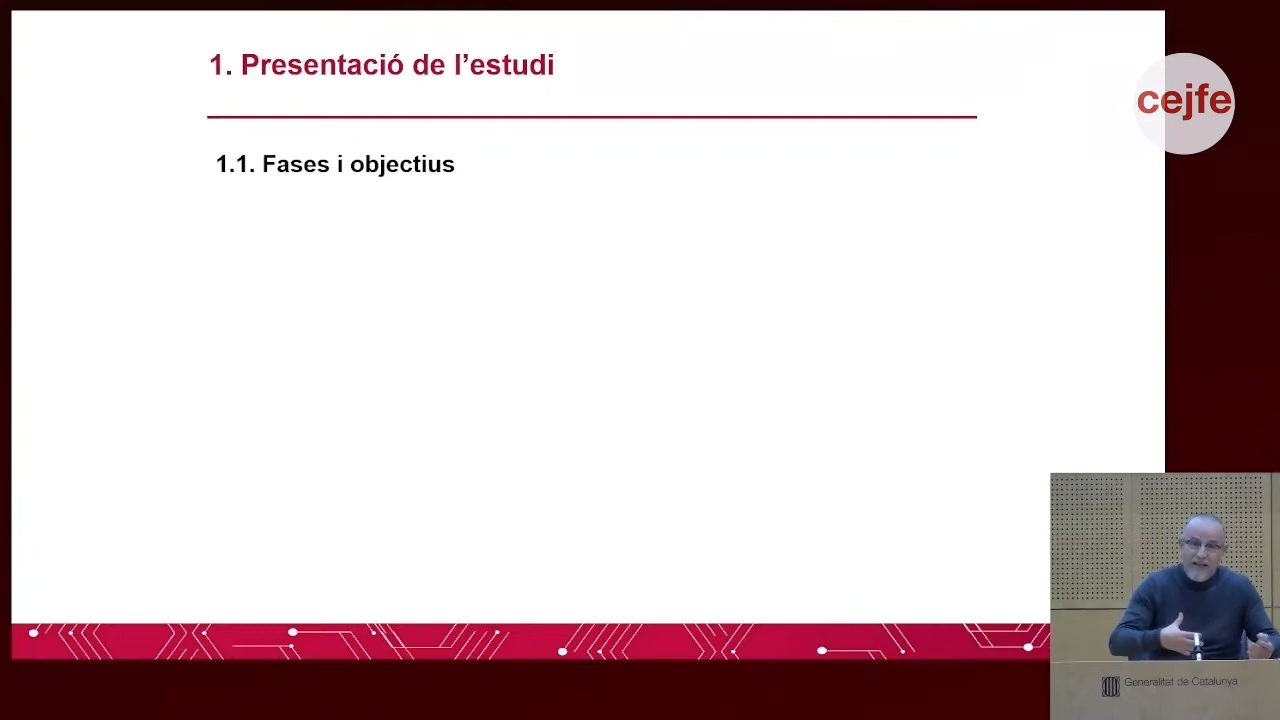 1. Presentació de l’estudi
cejfe
1.1. Fases i objectius
Generalitat de Catalunya